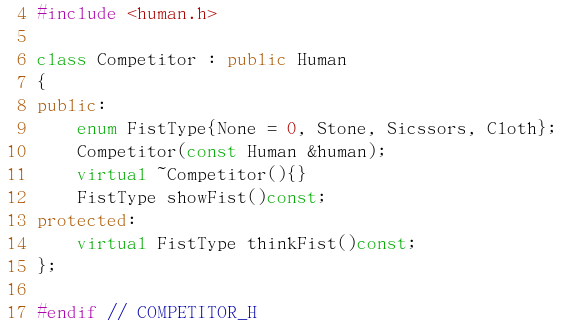 4 #include <human.h>
5
6 class Competitor : public Human
7 {
8 public:
9     enum FistType{None = 0, Stone, Sicssors, Cloth};
10     Competitor(const Human &human);
11     virtual ~Competitor(){}
12     FistType showFist()const;
13 protected:
14     virtual FistType thinkFist()const;
15 };
16
17 #endif // COMPETITOR_H